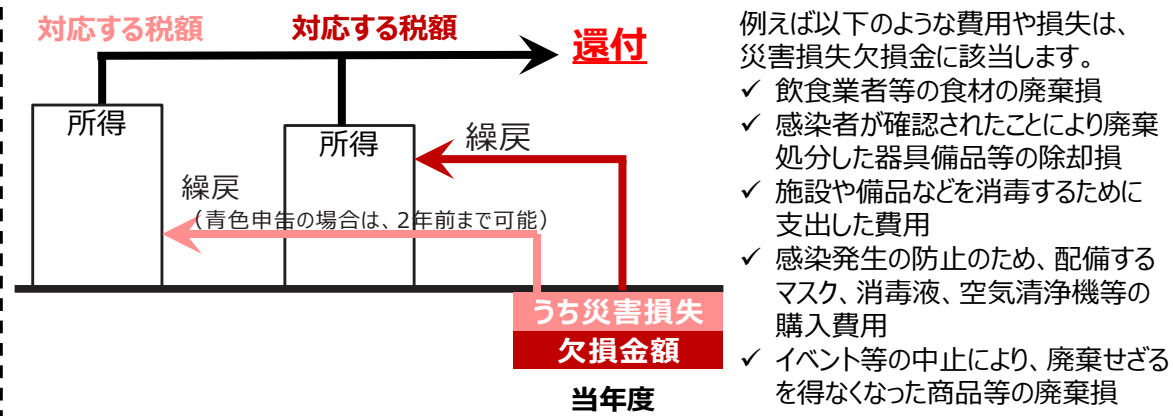 対応する税額
対応する税額
還付
所得
所得
繰戻
繰戻
（青色申告の場合は、2年前まで可能）
うち災害損失
欠損金額
当年度
例えば以下のような費用や損失は、
災害損失欠損金に該当します。
✓ 飲食業者等の食材の廃棄損
✓ 感染者が確認されたことにより廃棄
処分した器具備品等の除却損
✓ 施設や備品などを消毒するために
支出した費用
✓ 感染発生の防止のため、配備する
マスク、消毒液、空気清浄機等の
購入費用
✓ イベント等の中止により、廃棄せざる
を得なくなった商品等の廃棄損